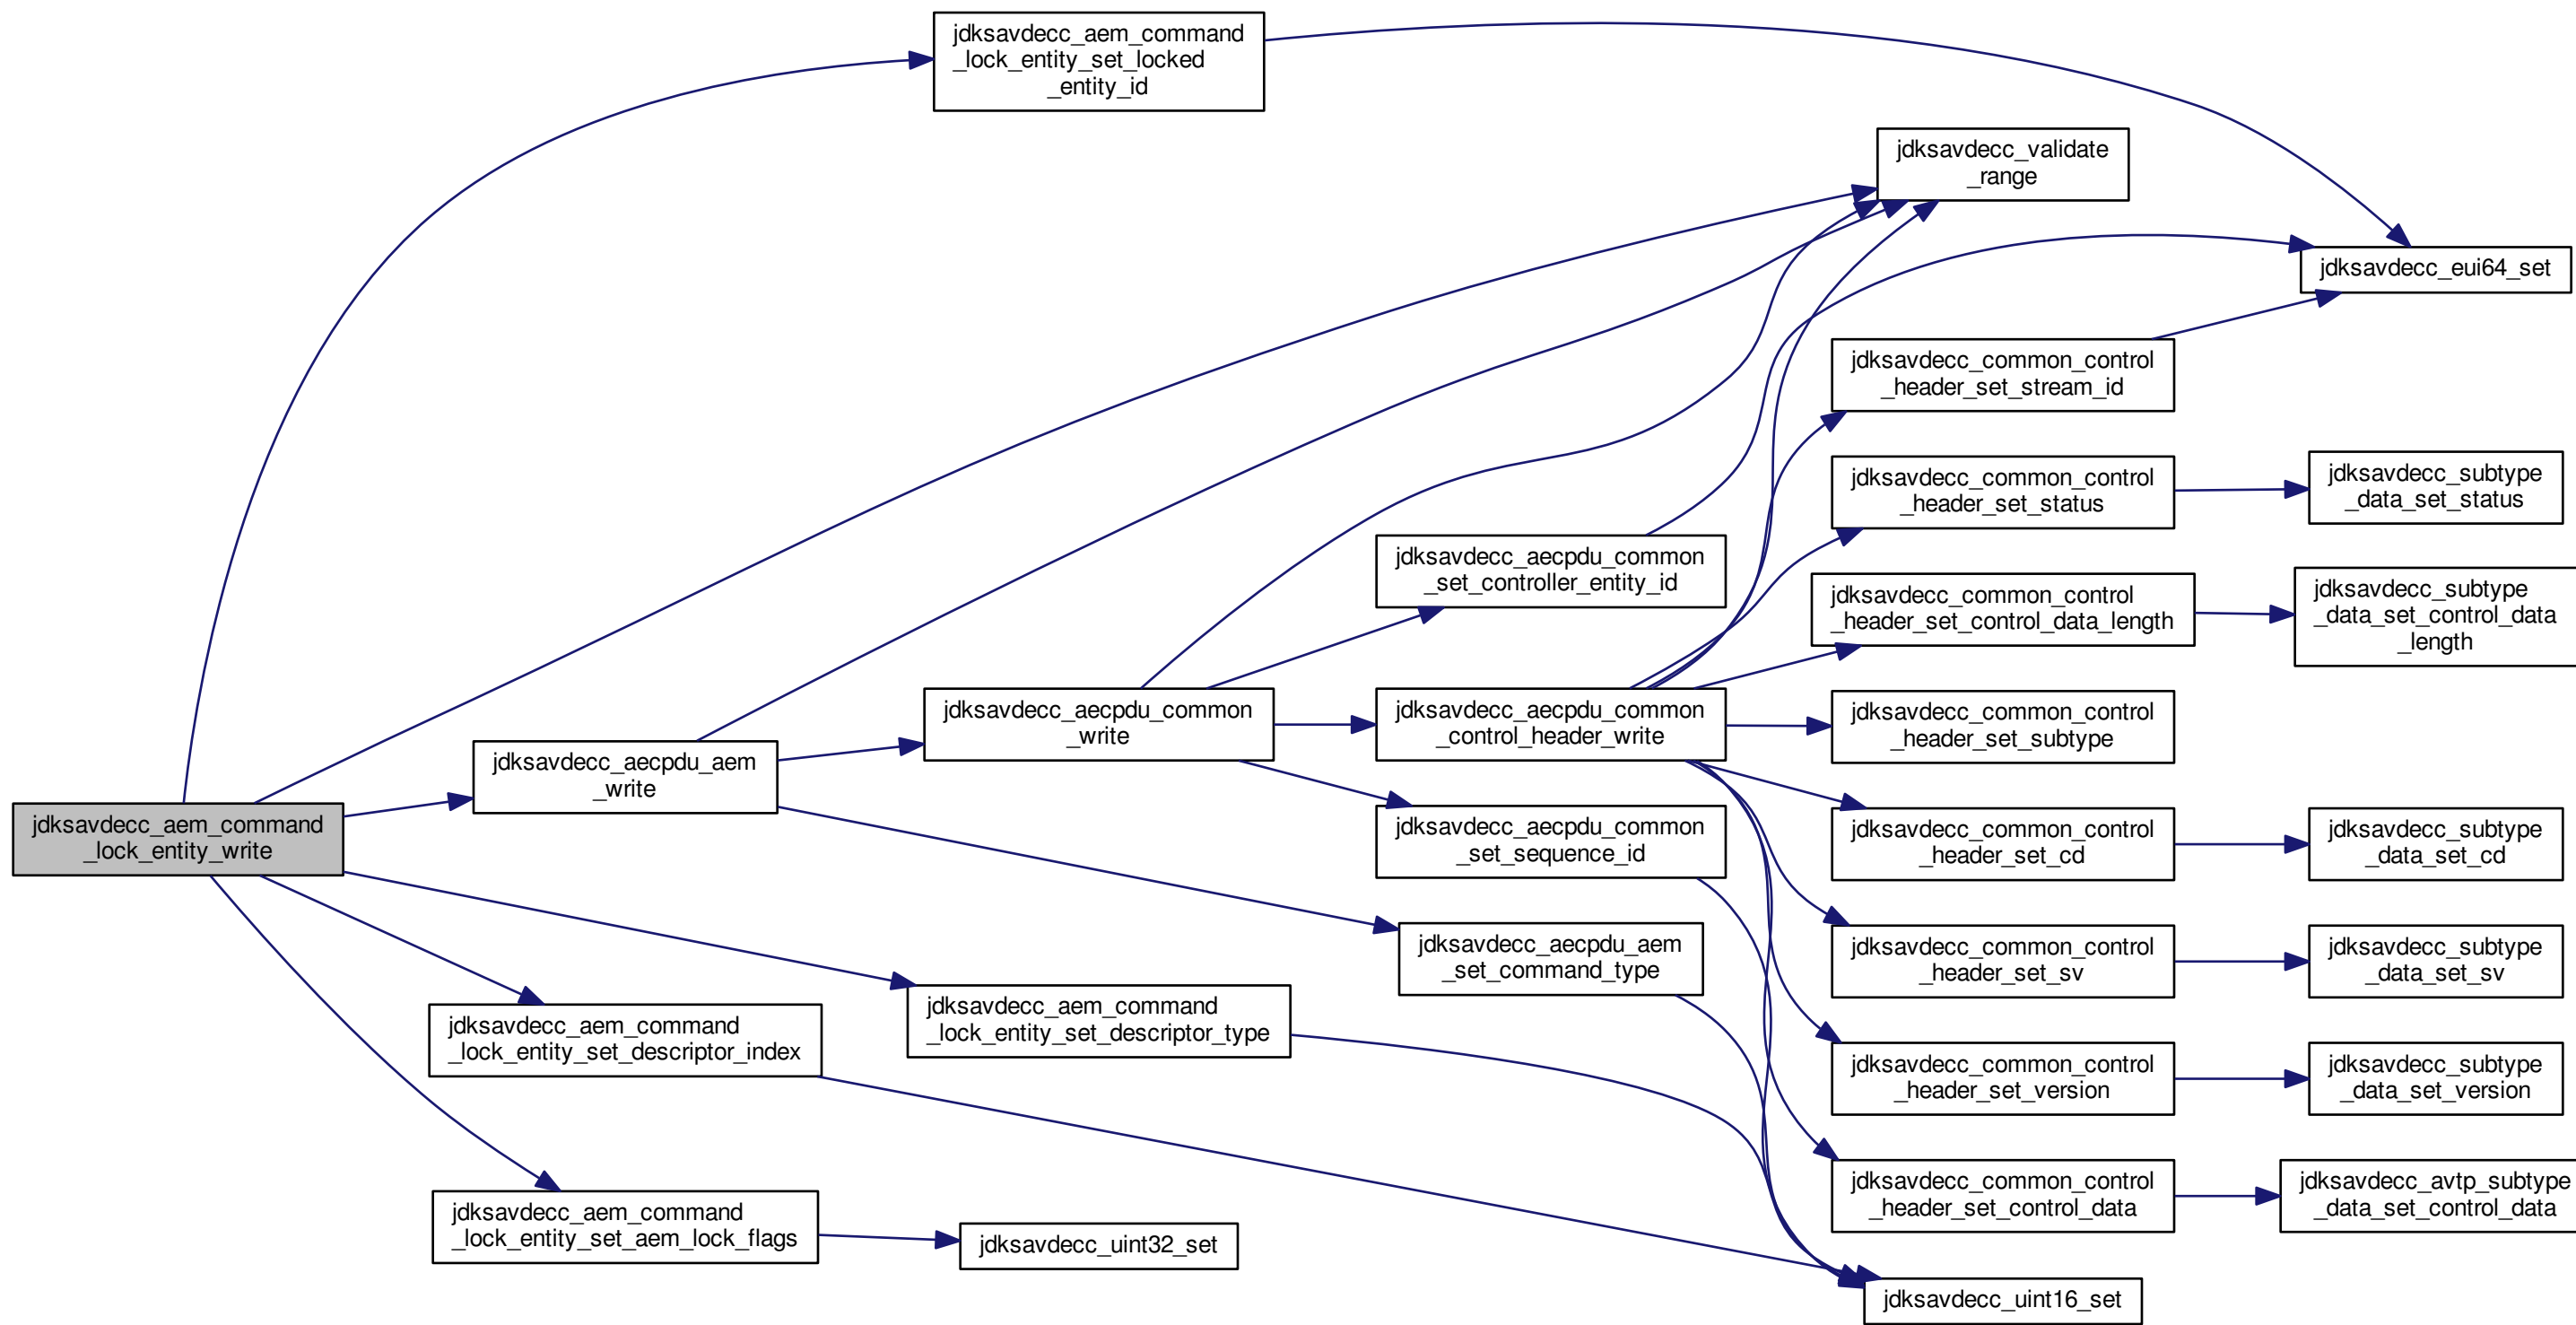 jdksavdecc_aem_command
_lock_entity_set_locked
_entity_id
jdksavdecc_validate
_range
jdksavdecc_eui64_set
jdksavdecc_common_control
_header_set_stream_id
jdksavdecc_common_control
_header_set_status
jdksavdecc_subtype
_data_set_status
jdksavdecc_aecpdu_common
_set_controller_entity_id
jdksavdecc_common_control
_header_set_control_data_length
jdksavdecc_subtype
_data_set_control_data
_length
jdksavdecc_aecpdu_common
_write
jdksavdecc_aecpdu_common
_control_header_write
jdksavdecc_common_control
_header_set_subtype
jdksavdecc_aecpdu_aem
_write
jdksavdecc_aem_command
_lock_entity_write
jdksavdecc_aecpdu_common
_set_sequence_id
jdksavdecc_common_control
_header_set_cd
jdksavdecc_subtype
_data_set_cd
jdksavdecc_aecpdu_aem
_set_command_type
jdksavdecc_common_control
_header_set_sv
jdksavdecc_subtype
_data_set_sv
jdksavdecc_aem_command
_lock_entity_set_descriptor_type
jdksavdecc_aem_command
_lock_entity_set_descriptor_index
jdksavdecc_common_control
_header_set_version
jdksavdecc_subtype
_data_set_version
jdksavdecc_common_control
_header_set_control_data
jdksavdecc_avtp_subtype
_data_set_control_data
jdksavdecc_aem_command
_lock_entity_set_aem_lock_flags
jdksavdecc_uint32_set
jdksavdecc_uint16_set